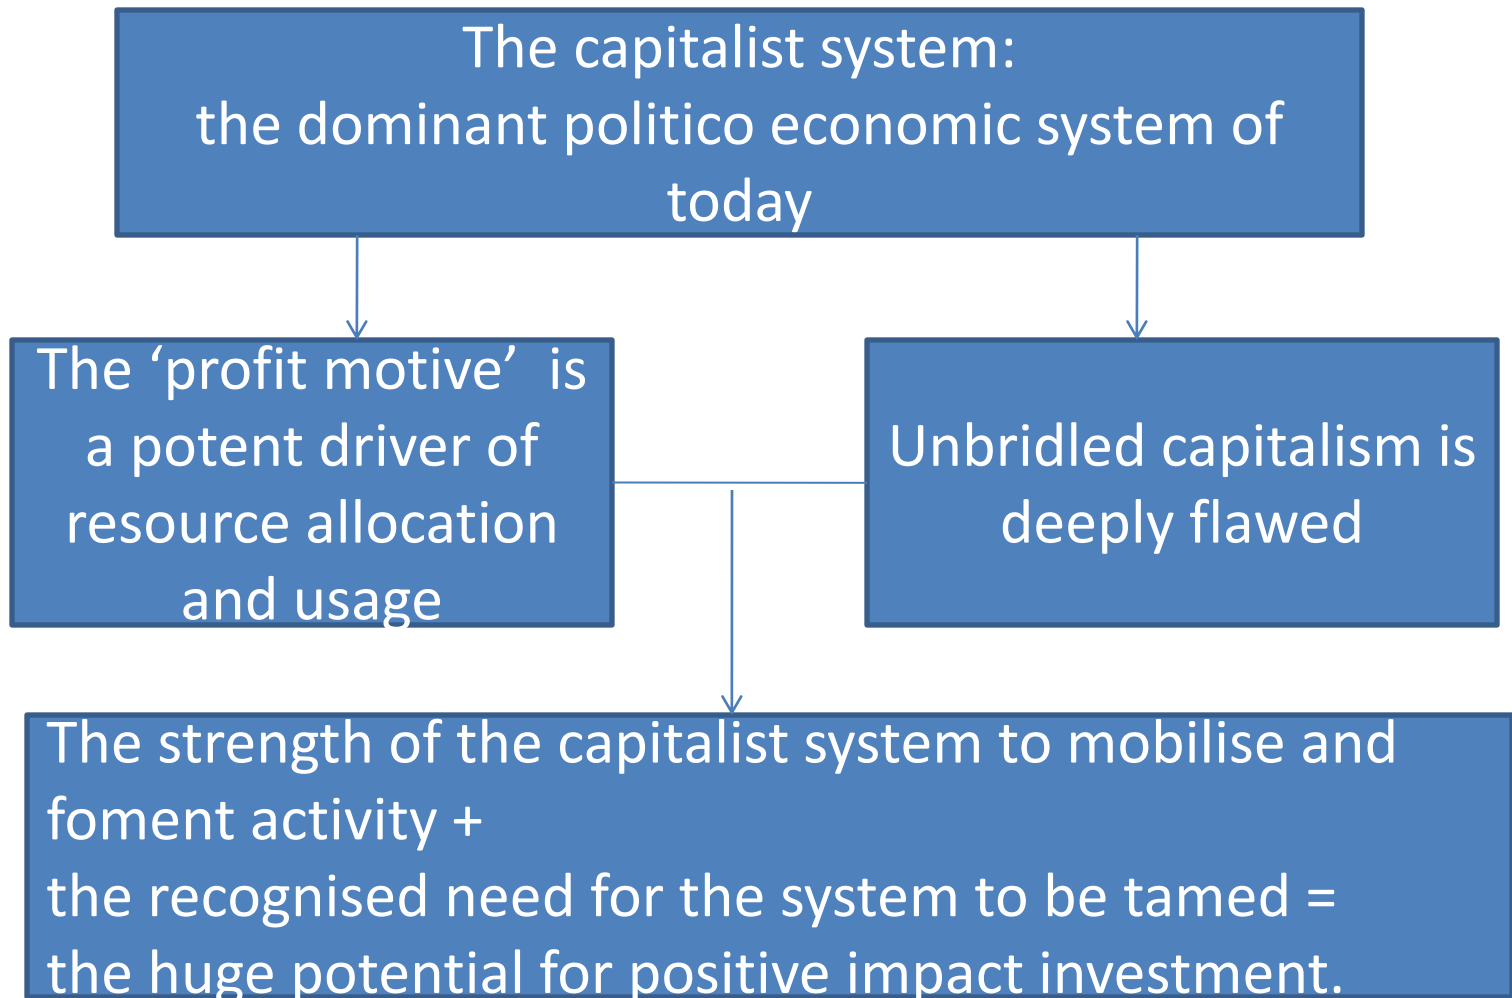 The capitalist system:
the dominant politico economic system of
today
The ‘profit motive’  is
a potent driver of
resource allocation
and usage
Unbridled capitalism is
deeply flawed
The strength of the capitalist system to mobilise and
foment activity +
the recognised need for the system to be tamed =
the huge potential for positive impact investment.